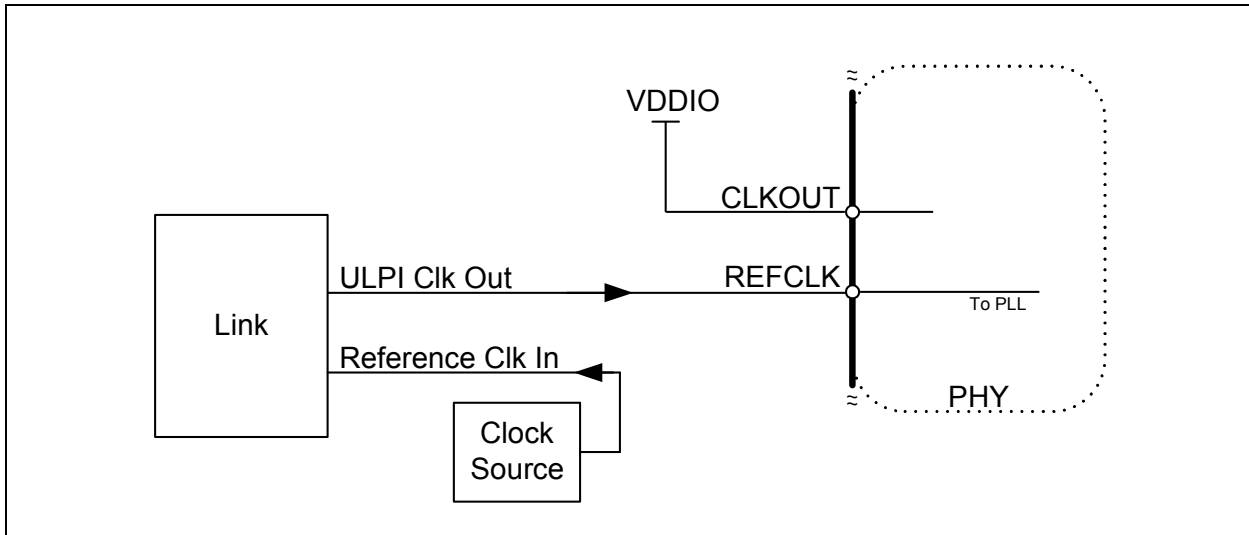 VDDIO
CLKOUT
ULPI Clk Out
REFCLK
To PLL
Link
Reference Clk In
PHY
Clock
Source